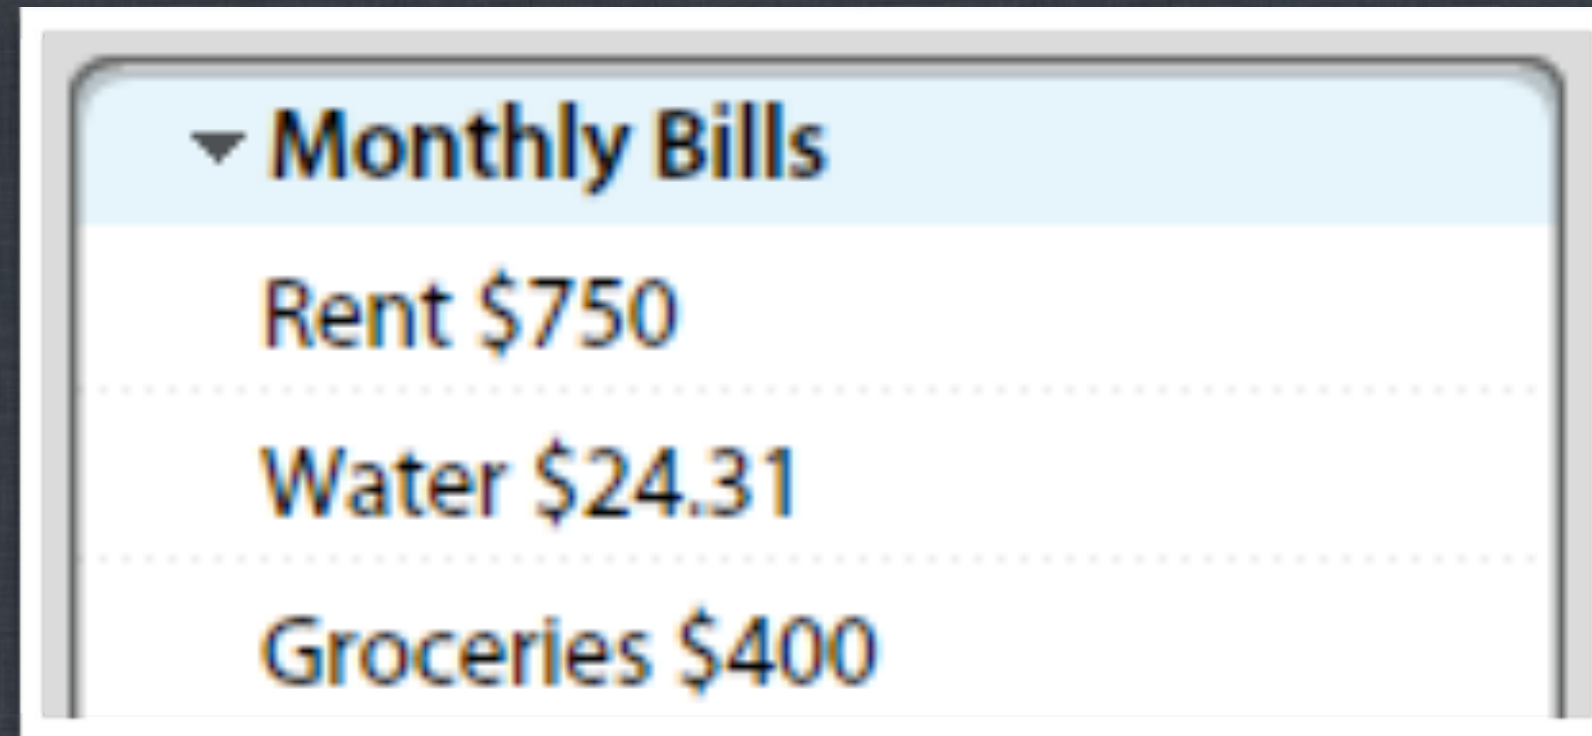 Monthly Bills
Rent $750
Water $24.31
Groceries $400